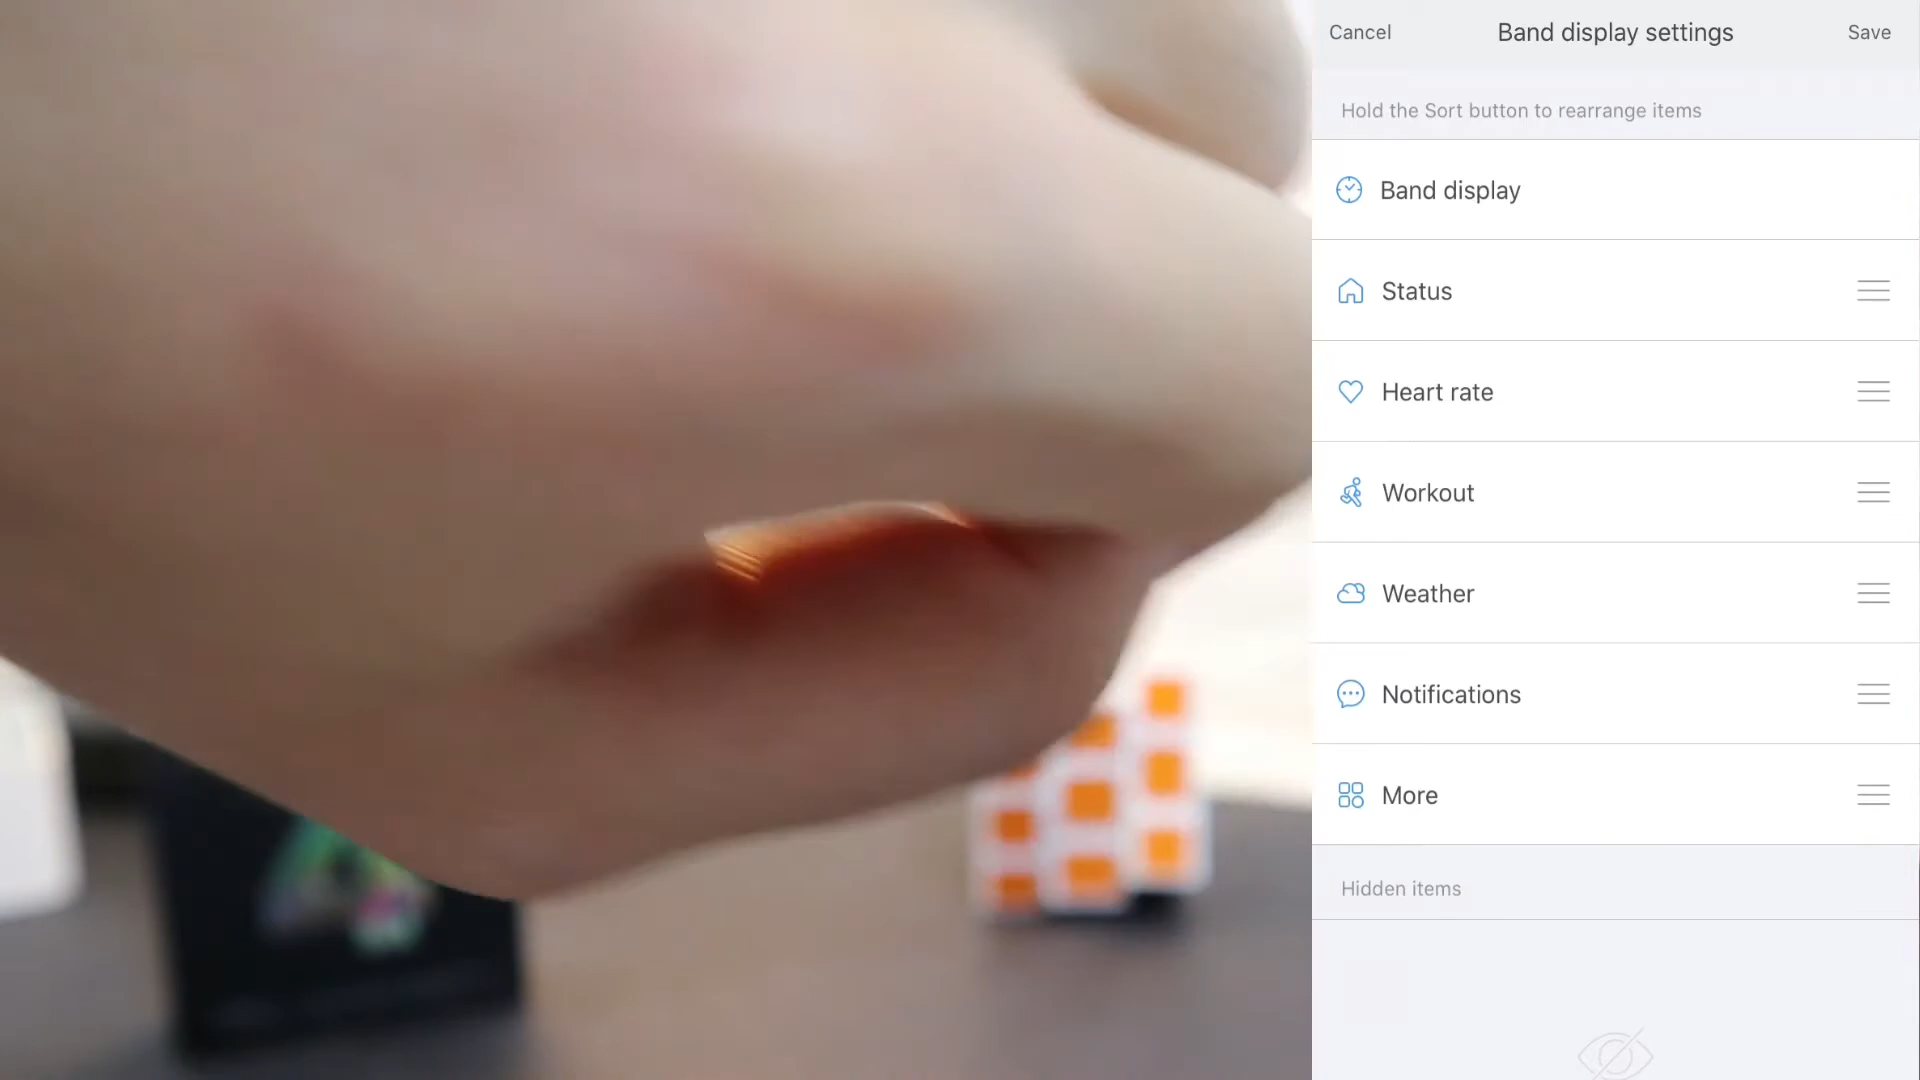 Cancel
Band display settings
Save
Hold the Sort button to rearrange items
Band display
Status
Heart rate
Workout
Weather
Notifications
More
Hidden items